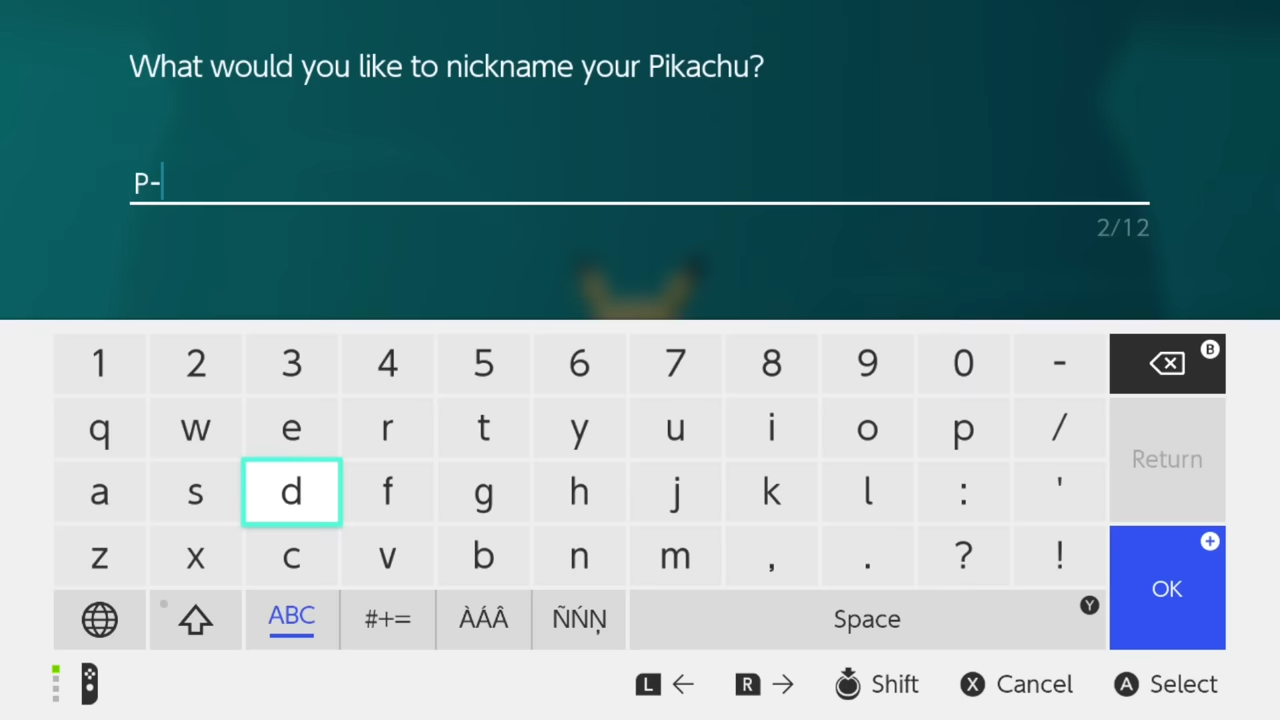 What would you like to nickname your Pikachu?
P-
2/12
1 2 3 4 5 6 7 8 9 0 - B
q w e r t y u i o p /
Return
a s d f g h j k l : '
z x c v b n m , . ? ! +
OK
ABC #+= ÀÁÂ ÑŃŅ Space Y
L ← R → Shift X Cancel A Select